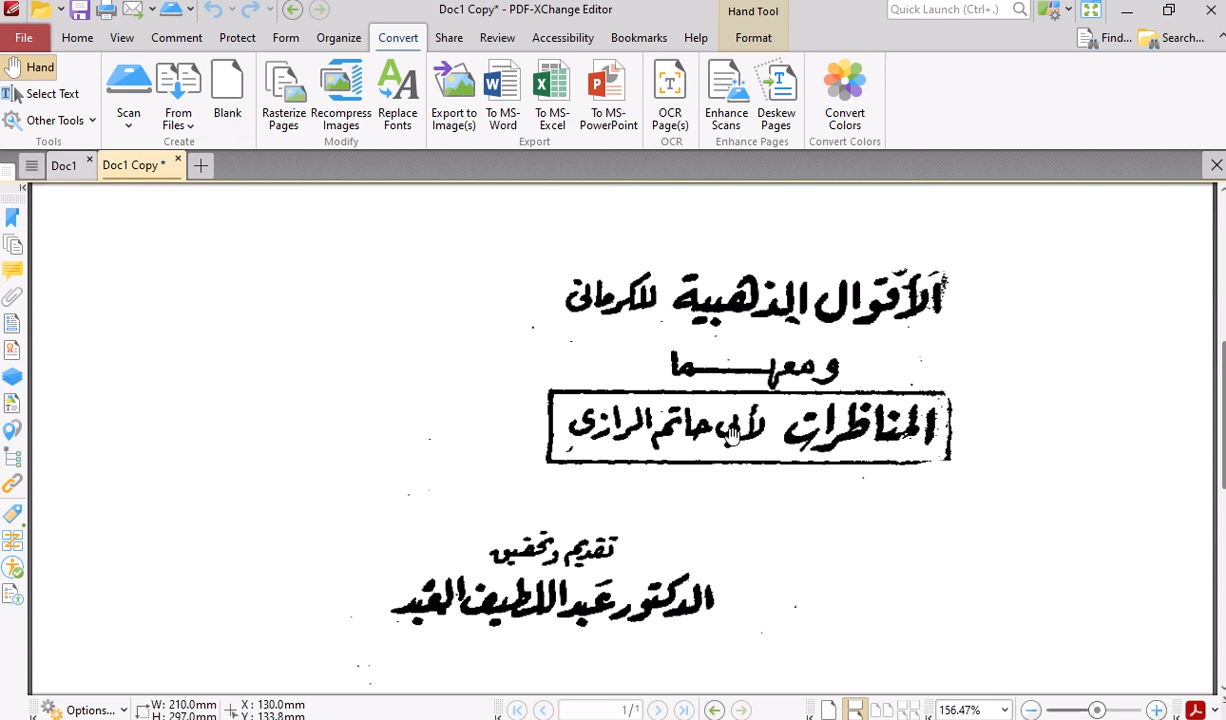 Doc1 Copy* - PDF-XChange Editor
Hand Tool
Quick Launch (Ctrl+.)
File Home View Comment Protect Form Organize Convert Share Review Connectivity Accessibility Bookmarks Help Format
Find... Search...
Hand
Select Text
Other Tools
Tools
Scan
From Files
Blank
Create
Rasterize Pages
Recompress Images
Replace Fonts
Modify
Export to Image(s)
To MS-Word
To MS-Excel
To MS-PowerPoint
Export
OCR Page(s)
OCR
Enhance Scans
Deskew Pages
Enhance Pages
Convert Colors
Convert Colors
Doc1 Doc1 Copy *
الأقوال الذهبية للكرمانى
ومعهما
المناظرات لأبي حاتم الرازى
تقديم وتحقيق
الدكتور عبد اللطيف العبد
Options... W: 210.0mm H: 297.0mm X: 130.0mm Y: 133.8mm 1/1 156.47%